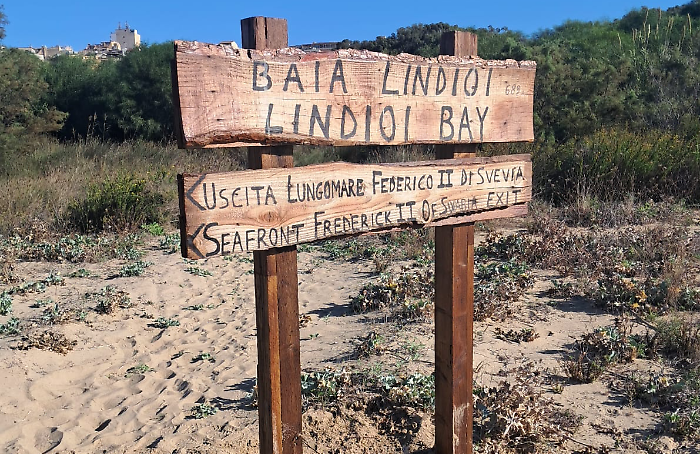 BAIA LINDIOI
LINDIOI BAY
< USCITA LUNGOMARE FEDERICO II DI SVEVIA
< SEAFRONT FREDERICK II OF SWABIA EXIT